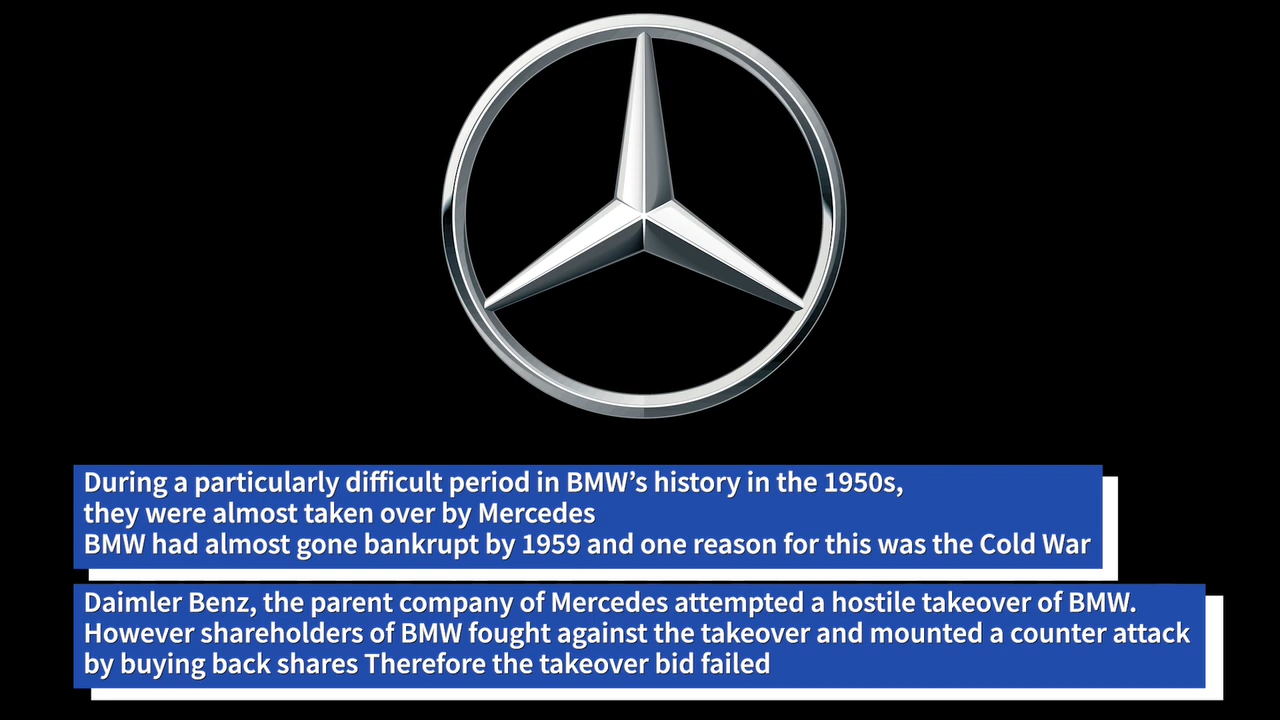 During a particularly difficult period in BMW’s history in the 1950s,
they were almost taken over by Mercedes
BMW had almost gone bankrupt by 1959 and one reason for this was the Cold War
Daimler Benz, the parent company of Mercedes attempted a hostile takeover of BMW.
However shareholders of BMW fought against the takeover and mounted a counter attack
by buying back shares Therefore the takeover bid failed